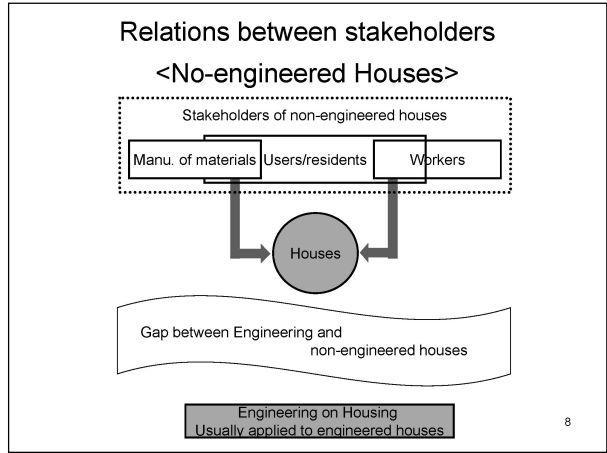 Relations between stakeholders
<No-engineered Houses>
Stakeholders of non-engineered houses
Manu. of materials Users/residents Workers
Houses
Gap between Engineering and
non-engineered houses
Engineering on Housing
Usually applied to engineered houses
8